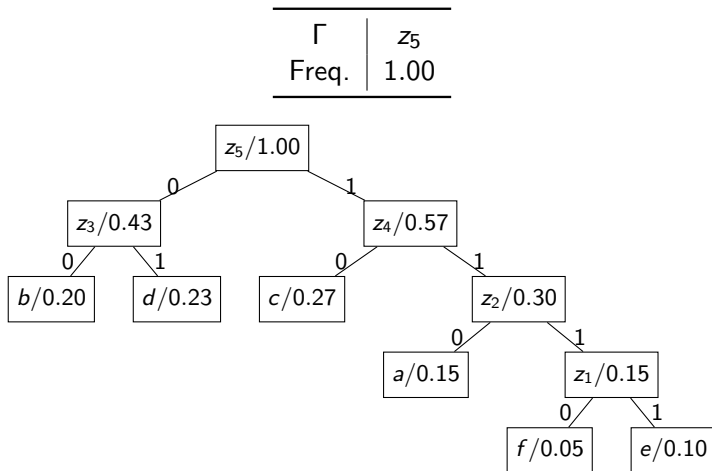 Γ z₅
Freq. 1.00
z₅/1.00
0 1
z₃/0.43 z₄/0.57
0 1 0 1
b/0.20 d/0.23 c/0.27 z₂/0.30
0 1
a/0.15 z₁/0.15
0 1
f/0.05 e/0.10